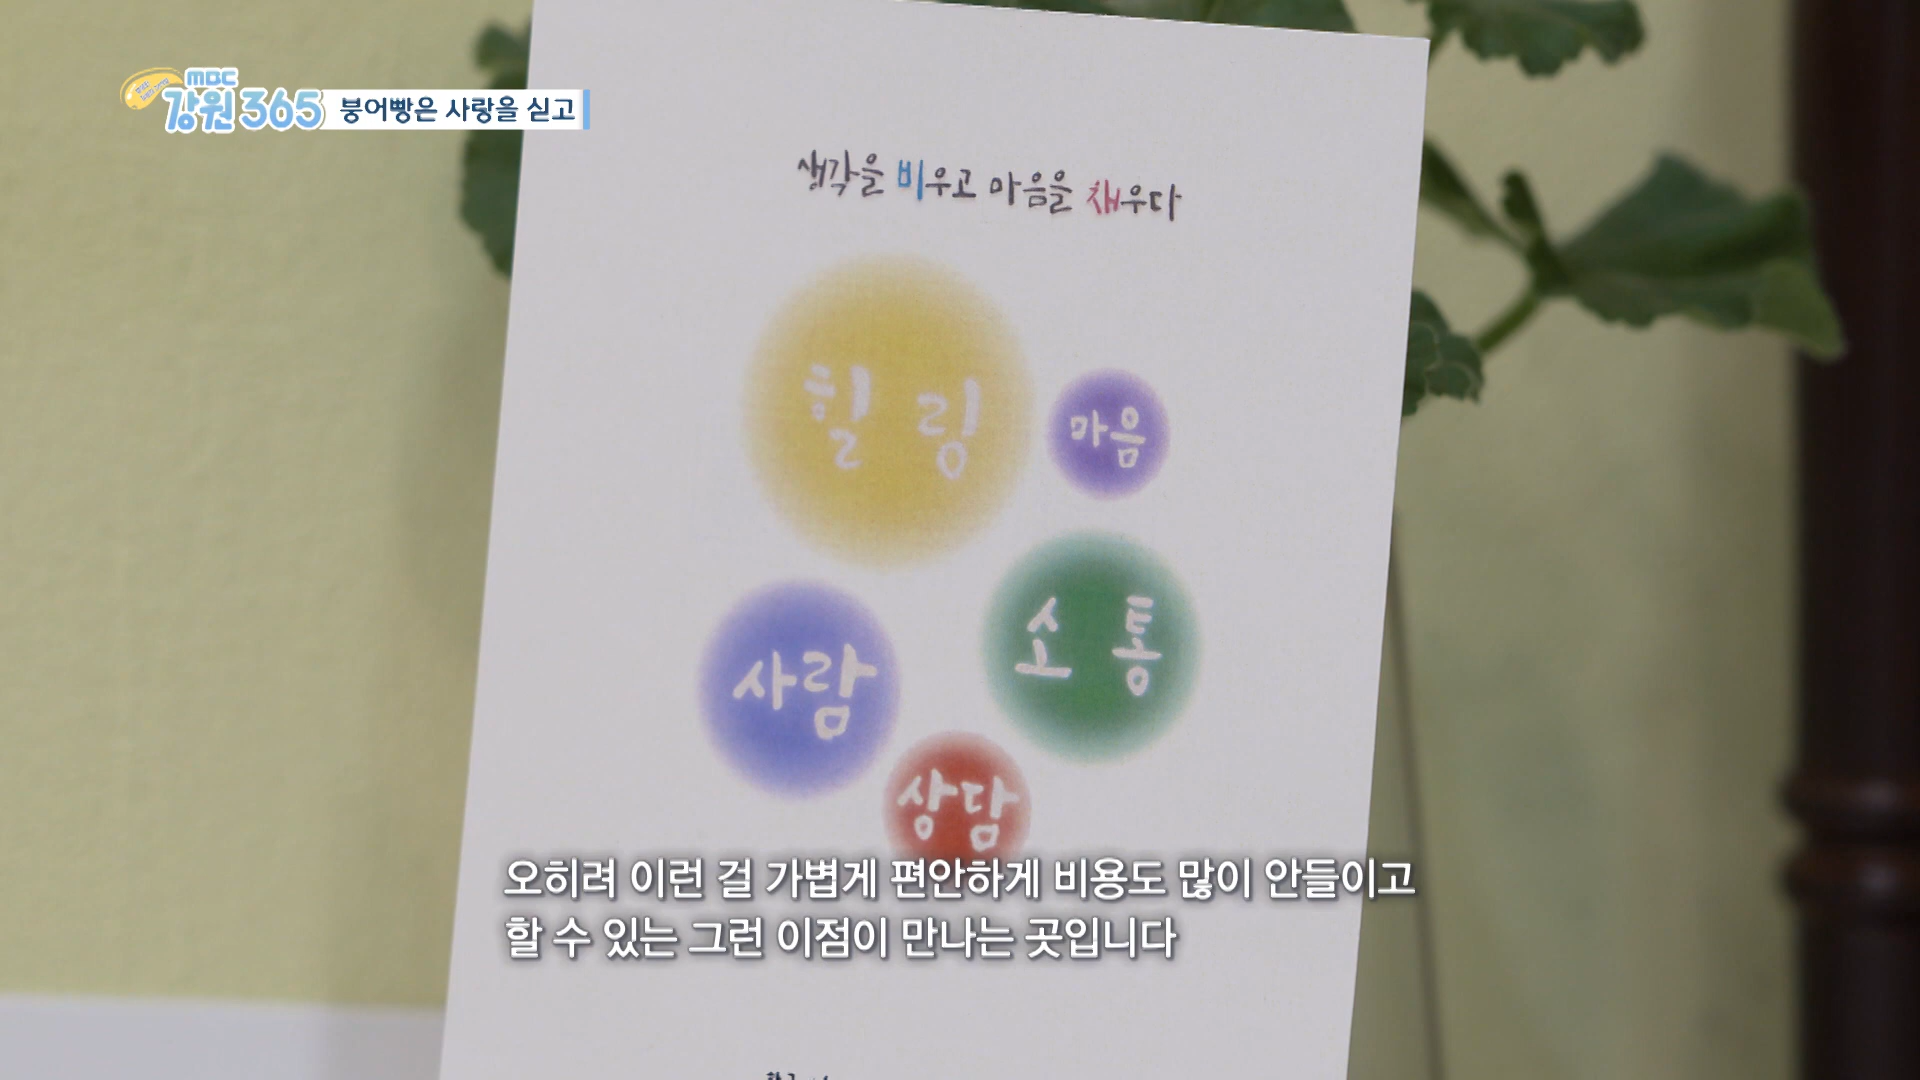 MBC
강원 365 붕어빵은 사랑을 싣고
생각을 비우고 마음을 채우다
힐링
마음
소통
사람
상담
오히려 이런 걸 가볍게 편안하게 비용도 많이 안들이고
할 수 있는 그런 이점이 만나는 곳입니다